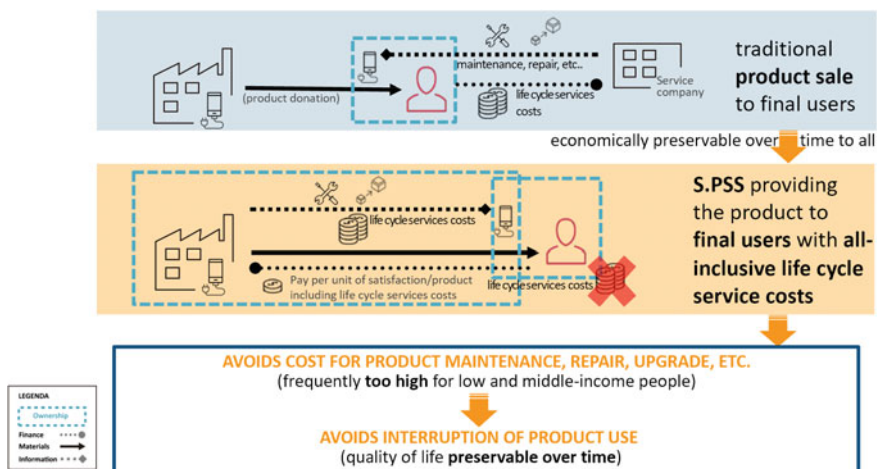 traditional
product sale
to final users
(product donation)
maintenance, repair, etc..
life cycle services
costs
Service
company
economically preservable over time to all
S.PSS providing
the product to
final users with all-
inclusive life cycle
service costs
life cycle services costs
Pay per unit of satisfaction/product
including life cycle services costs
life cycle services costs
AVOIDS COST FOR PRODUCT MAINTENANCE, REPAIR, UPGRADE, ETC.
(frequently too high for low and middle-income people)
AVOIDS INTERRUPTION OF PRODUCT USE
(quality of life preservable over time)
LEGENDA
Ownership
Finance
Materials
Information